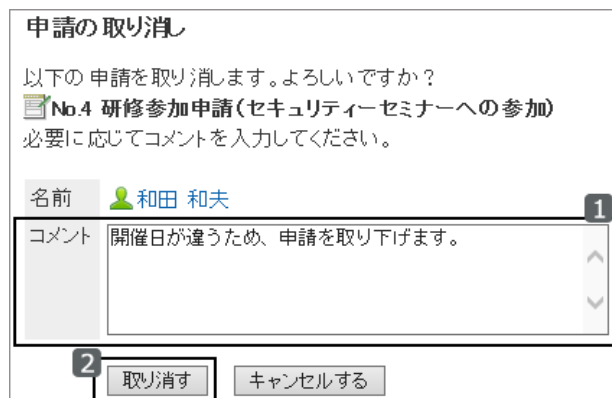 申請の取り消し
以下の申請を取り消します。よろしいですか？
No.4 研修参加申請(セキュリティーセミナーへの参加)
必要に応じてコメントを入力してください。
名前 和田 和夫
1
コメント 開催日が違うため、申請を取り下げます。
2
取り消す キャンセルする